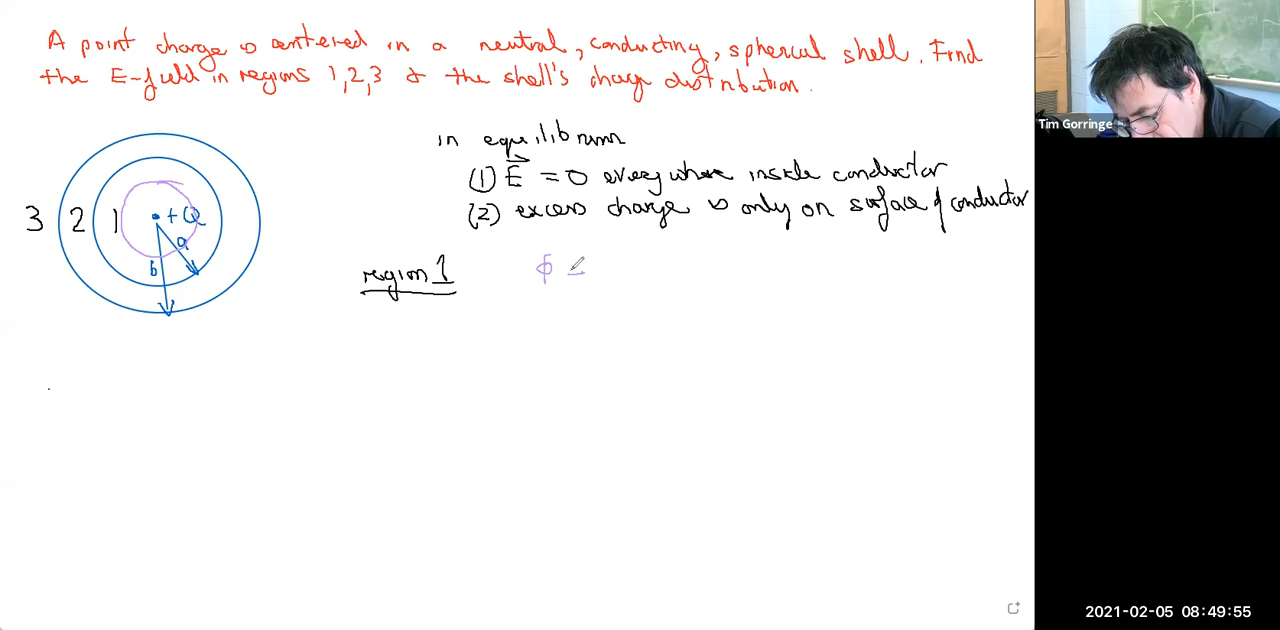 A point charge is centered in a neutral, conducting, spherical shell. Find
the E-field in regions 1,2,3 & the shell's charge distribution.
in equilibrium
(1) E⃗ = 0 everywhere inside conductor
(2) excess charge is only on surface of conductor
3 2 1 +Q
a
b
region 1
ϕ =
Tim Gorringe
2021-02-05 08:49:55